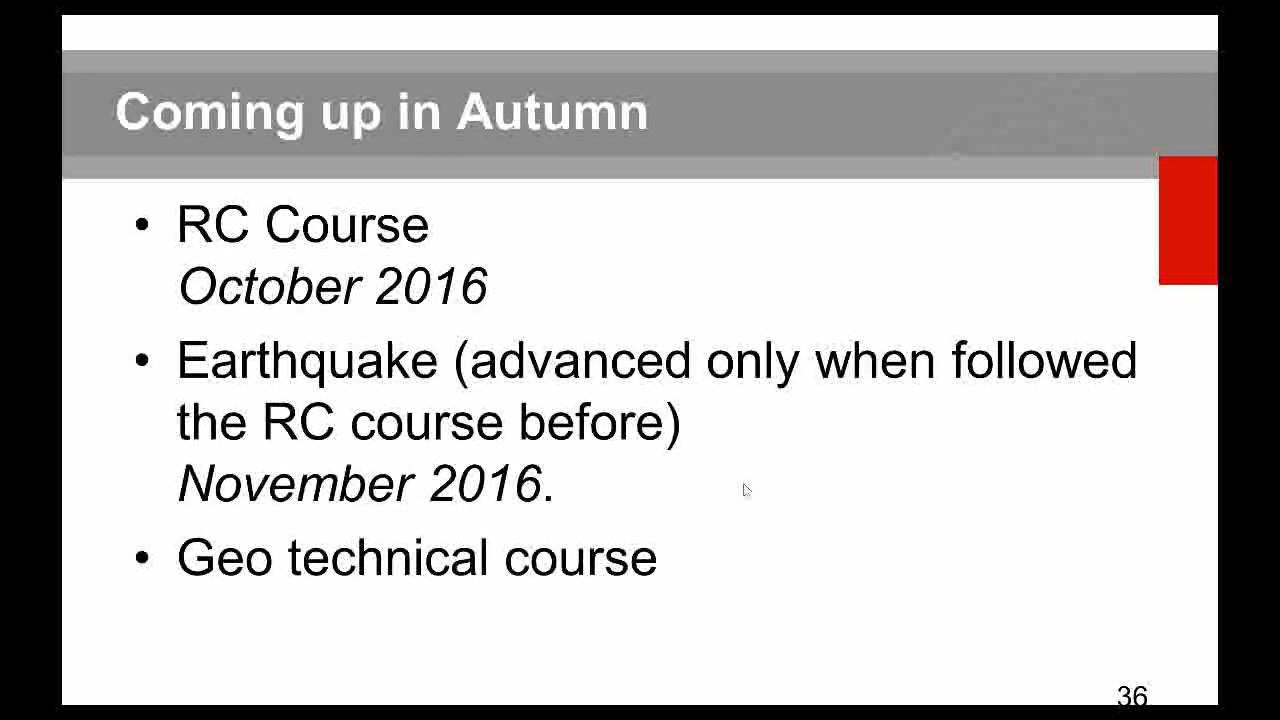 Coming up in Autumn
• RC Course
October 2016
• Earthquake (advanced only when followed
the RC course before)
November 2016.
• Geo technical course
36